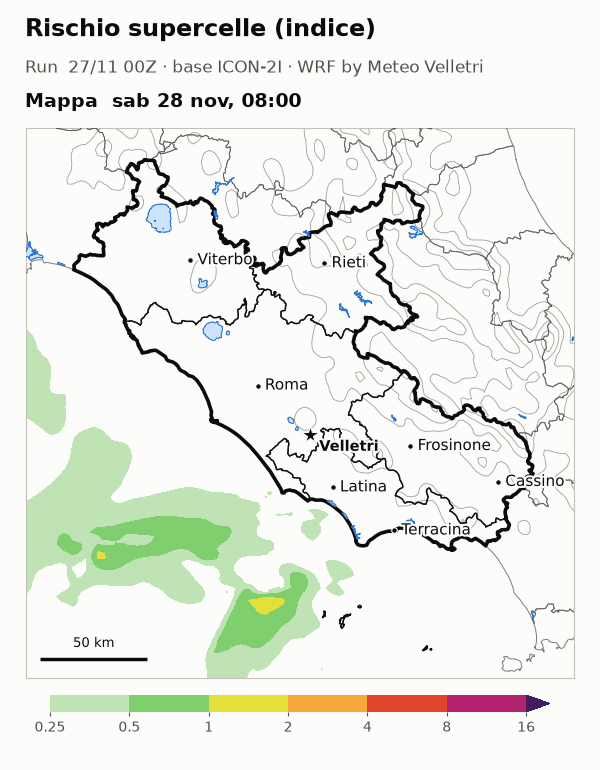 Rischio supercelle (indice)
Run 27/11 00Z · base ICON-2I · WRF by Meteo Velletri
Mappa sab 28 nov, 08:00
Viterbo
Rieti
Roma
Velletri
Frosinone
Cassino
Latina
Terracina
50 km
0.25 0.5 1 2 4 8 16